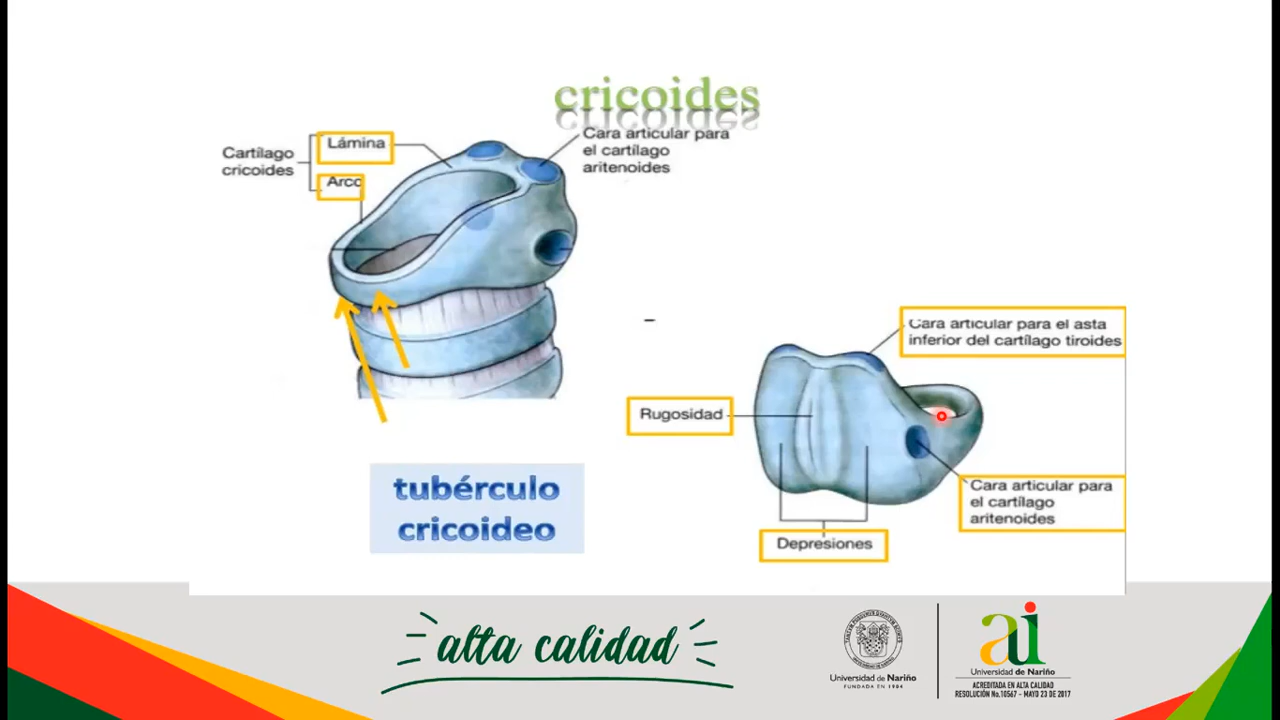 cricoides
Cartílago
cricoides
Lámina
Arco
Cara articular para
el cartílago
aritenoides
Cara articular para el asta
inferior del cartílago tiroides
Rugosidad
Cara articular para
el cartílago
aritenoides
Depresiones
tubérculo
cricoideo
alta calidad
Universidad de Nariño
FUNDADA EN 1904
ai
Universidad de Nariño
ACREDITADA EN ALTA CALIDAD
RESOLUCIÓN No.10567 - MAYO 23 DE 2017